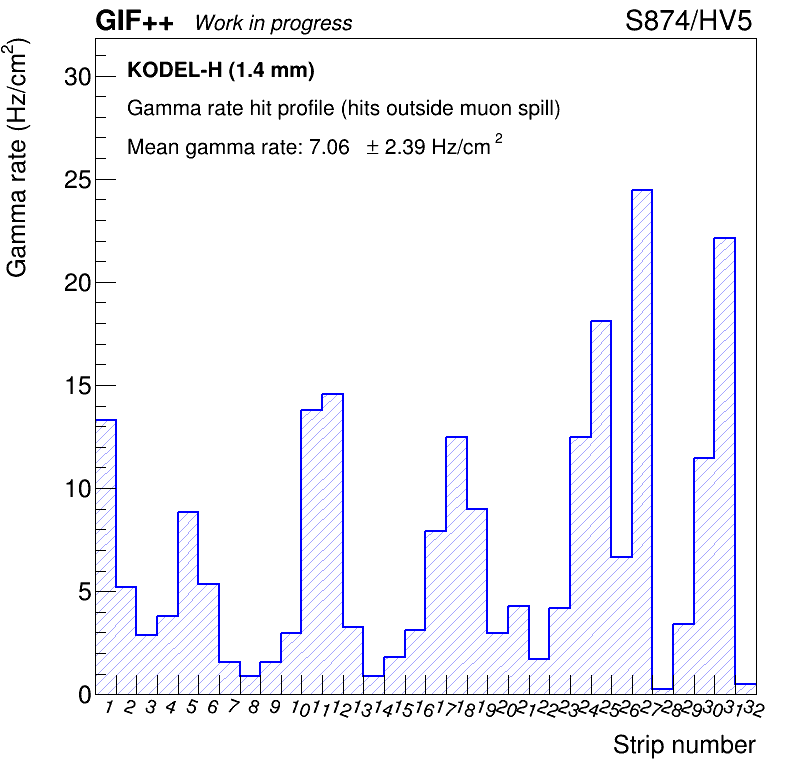 GIF++ Work in progress S874/HV5
Gamma rate (Hz/cm²)
KODEL-H (1.4 mm)
Gamma rate hit profile (hits outside muon spill)
Mean gamma rate: 7.06 ± 2.39 Hz/cm²
30
25
20
15
10
5
0
1 2 3 4 5 6 7 8 9 10 11 12 13 14 15 16 17 18 19 20 21 22 23 24 25 26 27 28 29 30 31 32
Strip number